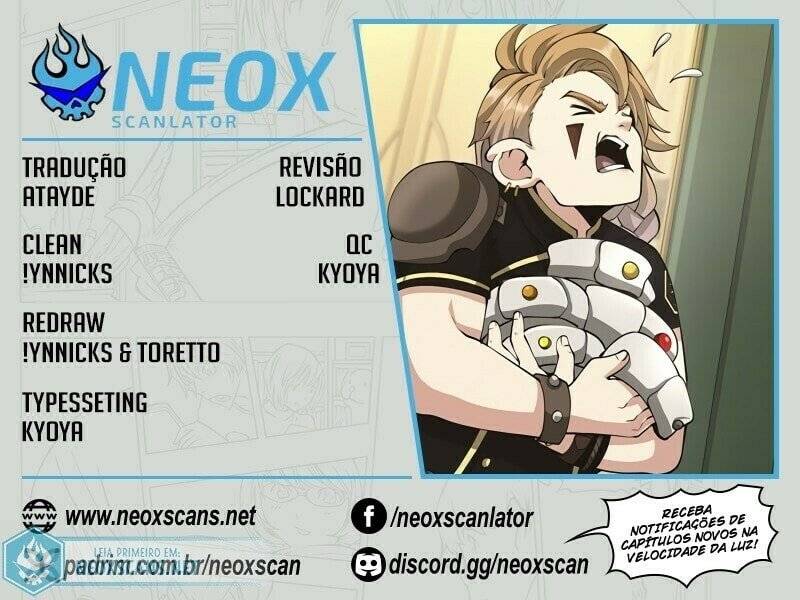 NEOX
SCANLATOR
TRADUÇÃO
ATAYDE
REVISÃO
LOCKARD
CLEAN
!YNNICKS
QC
KYOYA
REDRAW
!YNNICKS & TORETTO
TYPESSETING
KYOYA
www.neoxscans.net
/neoxscanlator
LEIA PRIMEIRO EM:
padrim.com.br/neoxscan
discord.gg/neoxscan
RECEBA
NOTIFICAÇÕES DE
CAPÍTULOS NOVOS NA
VELOCIDADE DA LUZ!